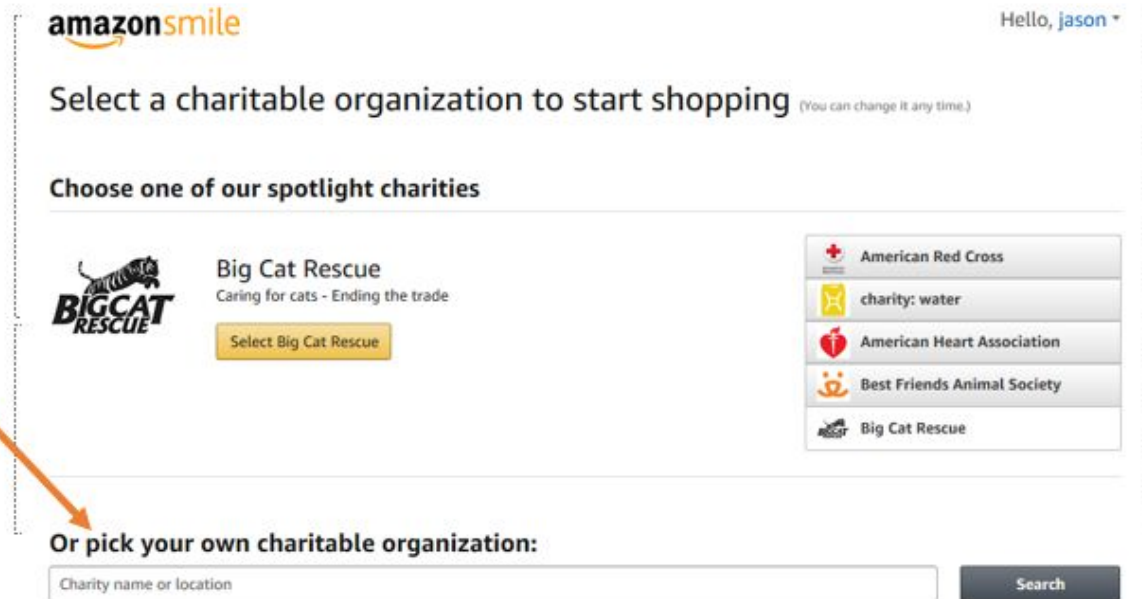 amazonsmile
Hello, jason
Select a charitable organization to start shopping (You can change it any time.)
Choose one of our spotlight charities
BIGCAT
RESCUE
Big Cat Rescue
Caring for cats - Ending the trade
Select Big Cat Rescue
American Red Cross
charity: water
American Heart Association
Best Friends Animal Society
Big Cat Rescue
Or pick your own charitable organization:
Charity name or location
Search